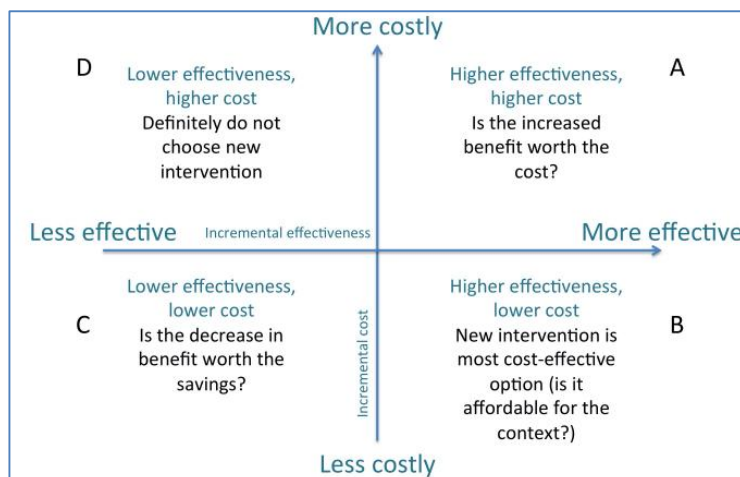 More costly
D
Lower effectiveness,
higher cost
Definitely do not
choose new
intervention
Higher effectiveness,
higher cost
Is the increased
benefit worth the
cost?
A
Less effective
Incremental effectiveness
More effective
C
Lower effectiveness,
lower cost
Is the decrease in
benefit worth the
savings?
Incremental cost
Higher effectiveness,
lower cost
New intervention is
most cost-effective
option (is it
affordable for the
context?)
B
Less costly